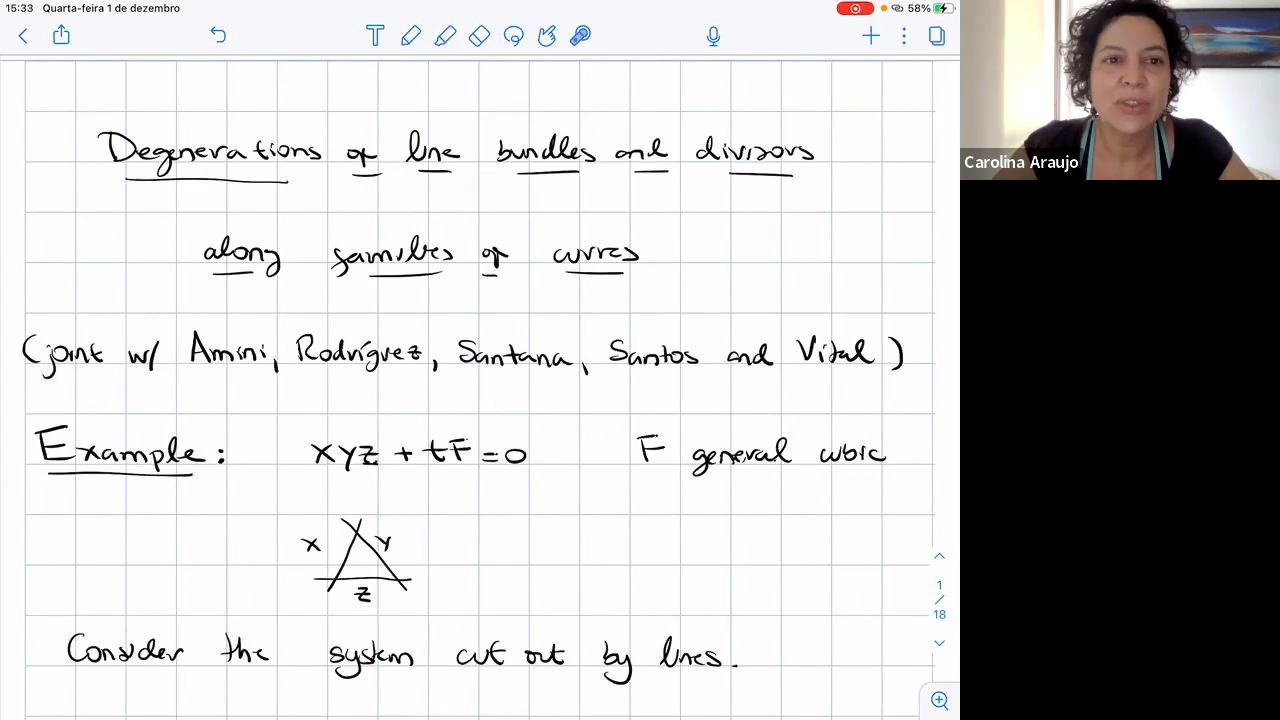 15:33 Quarta-feira 1 de dezembro
58%
Degenerations of line bundles and divisors
along families of curves
(joint w/ Amini, Rodríguez, Santana, Santos and Vital)
Example: xyz + tF = 0 F general cubic
x y
z
Consider the system cut out by lines.
1
/
18
Carolina Araujo